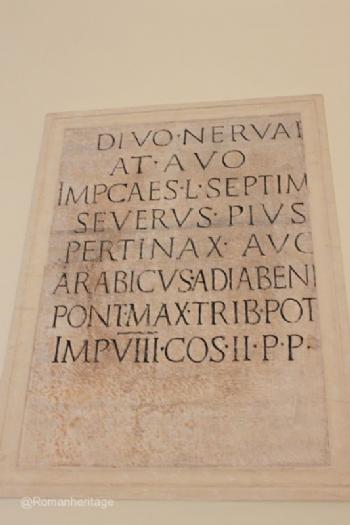 DIVO·NERVAE
AT·AVO
IMP CAES·L·SEPTIM
SEVERVS·PIVS
PERTINAX·AVG
ARABICVS·ADIABENI
PONT·MAX·TRIB·POT
IMP VIII·COS·II·P·P·
@Romanheritage